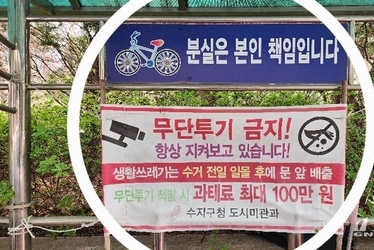 분실은 본인 책임입니다
무단투기 금지!
항상 지켜보고 있습니다!
생활쓰레기는 수거 전일 일몰 후에 문 앞 배출
무단투기 적발 시 과태료 최대 100만 원
수지구청 도시미관과